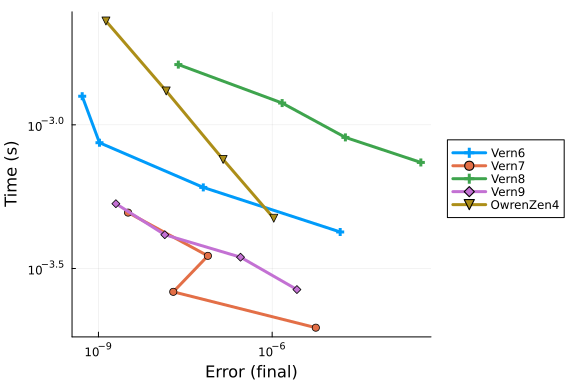 Time (s)
10^-3.0
10^-3.5
10^-9
10^-6
Error (final)
Vern6
Vern7
Vern8
Vern9
OwrenZen4